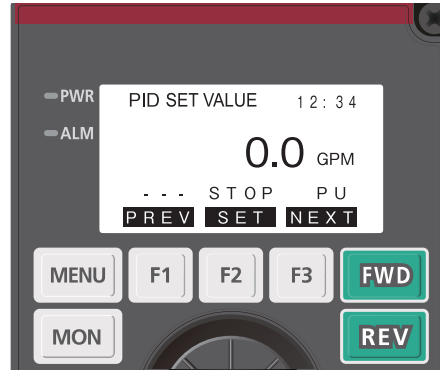 PWR PID SET VALUE 12:34
ALM
0.0 GPM
--- STOP PU
PREV SET NEXT
MENU F1 F2 F3 FWD
MON REV